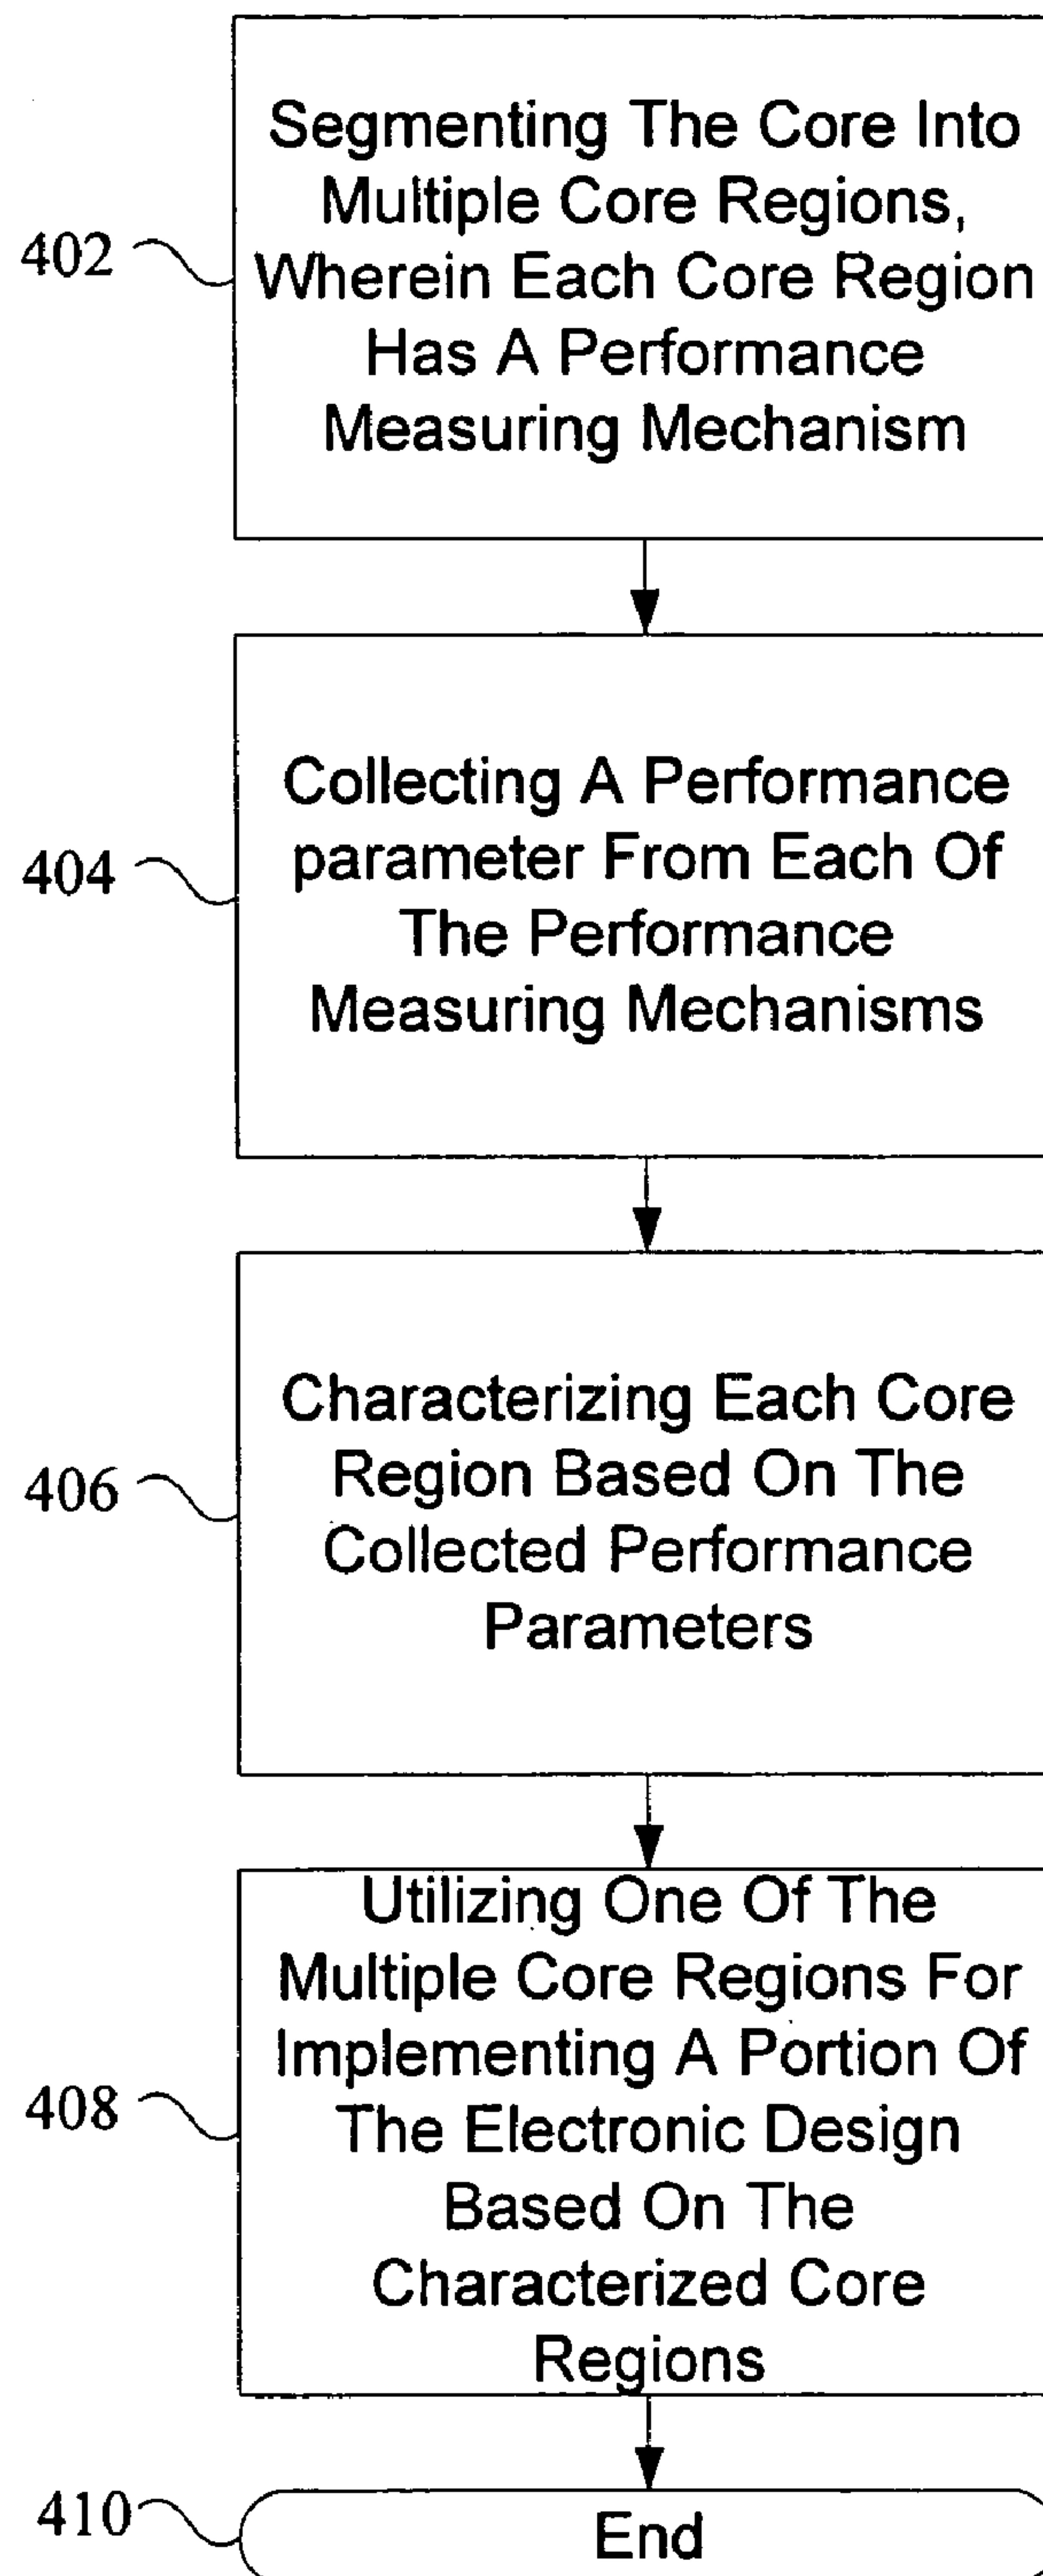 Segmenting The Core Into
Multiple Core Regions,
Wherein Each Core Region
Has A Performance
Measuring Mechanism
402
Collecting A Performance
parameter From Each Of
The Performance
Measuring Mechanisms
404
Characterizing Each Core
Region Based On The
Collected Performance
Parameters
406
Utilizing One Of The
Multiple Core Regions For
Implementing A Portion Of
The Electronic Design
Based On The
Characterized Core
Regions
408
410
End